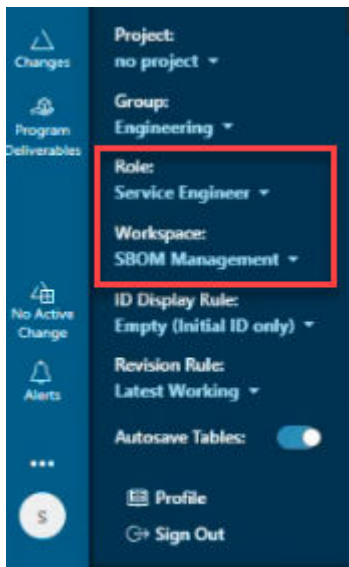 Changes
Program
Deliverables
No Active
Change
Alerts
S
Project:
no project
Group:
Engineering
Role:
Service Engineer
Workspace:
SBOM Management
ID Display Rule:
Empty (Initial ID only)
Revision Rule:
Latest Working
Autosave Tables:
Profile
Sign Out